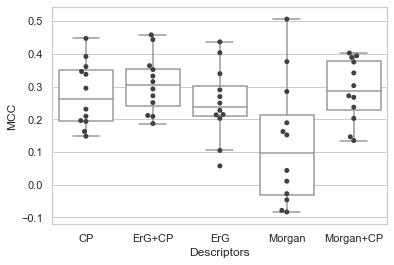 0.5
0.4
0.3
0.2
0.1
0.0
−0.1
MCC
CP
ErG+CP
ErG
Morgan
Morgan+CP
Descriptors